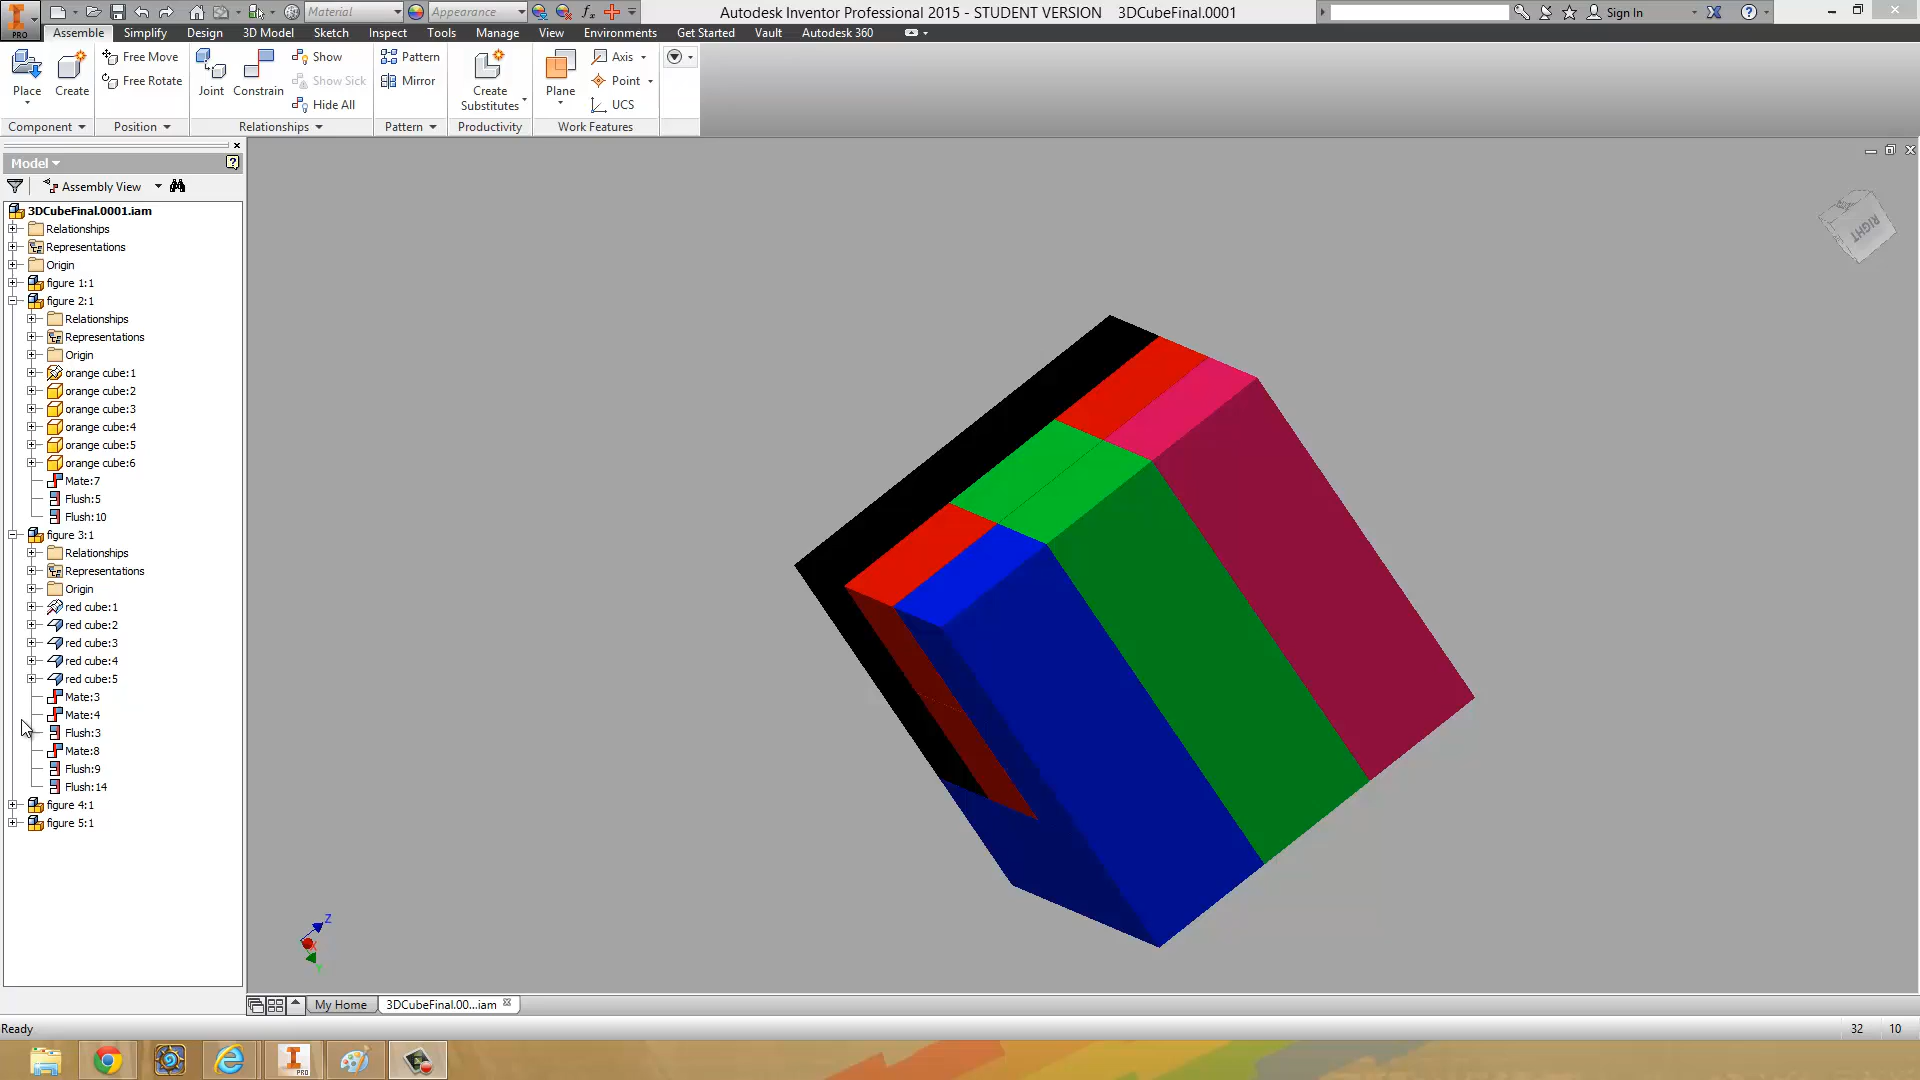 Material
Appearance
Autodesk Inventor Professional 2015 - STUDENT VERSION 3DCubeFinal.0001
Sign In
PRO
Assemble Simplify Design 3D Model Sketch Inspect Tools Manage View Environments Get Started Vault Autodesk 360
Place
Create
Free Move
Free Rotate
Joint
Constrain
Show
Show Sick
Hide All
Pattern
Mirror
Create
Substitutes
Plane
Axis
Point
UCS
Component Position Relationships Pattern Productivity Work Features
Model
Assembly View
3DCubeFinal.0001.iam
Relationships
Representations
Origin
figure 1:1
figure 2:1
Relationships
Representations
Origin
orange cube:1
orange cube:2
orange cube:3
orange cube:4
orange cube:5
orange cube:6
Mate:7
Flush:5
Flush:10
figure 3:1
Relationships
Representations
Origin
red cube:1
red cube:2
red cube:3
red cube:4
red cube:5
Mate:3
Mate:4
Flush:3
Mate:8
Flush:9
Flush:14
figure 4:1
figure 5:1
RIGHT
Z
X
Y
My Home
3DCubeFinal.00...iam
Ready
32 10
PRO